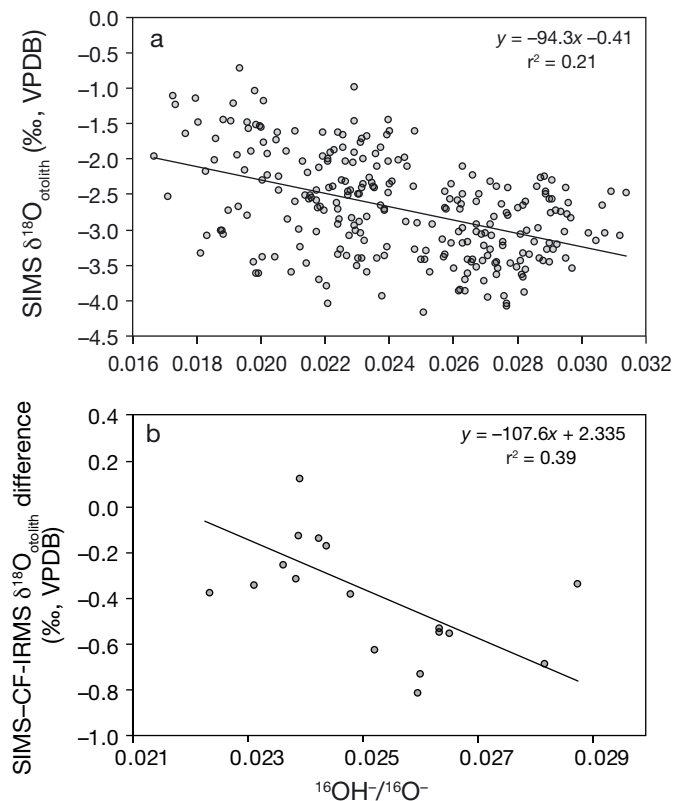 a
y = –94.3x –0.41
r² = 0.21
SIMS δ¹⁸Ootolith (‰, VPDB)
0.0
–0.5
–1.0
–1.5
–2.0
–2.5
–3.0
–3.5
–4.0
–4.5
0.016 0.018 0.020 0.022 0.024 0.026 0.028 0.030 0.032
b
y = –107.6x + 2.335
r² = 0.39
SIMS–CF-IRMS δ¹⁸Ootolith difference
(‰, VPDB)
0.4
0.2
0.0
–0.2
–0.4
–0.6
–0.8
–1.0
0.021 0.023 0.025 0.027 0.029
¹⁶OH⁻/¹⁶O⁻